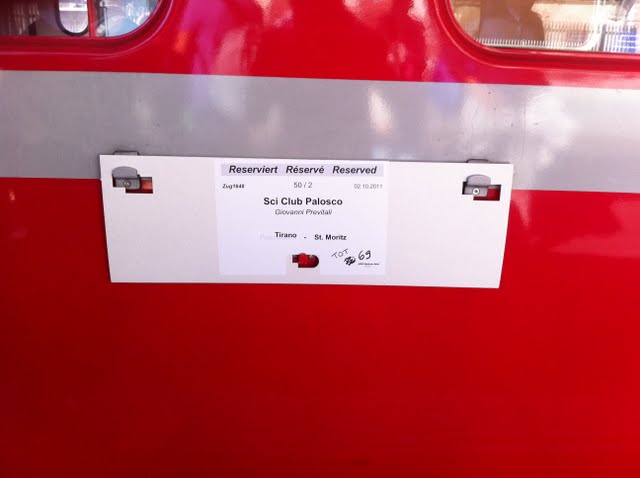 Reserviert Réservé Reserved
Zug1648 50 / 2 02.10.2011
Sci Club Palosco
Giovanni Previtali
Tirano - St. Moritz
TOT 69